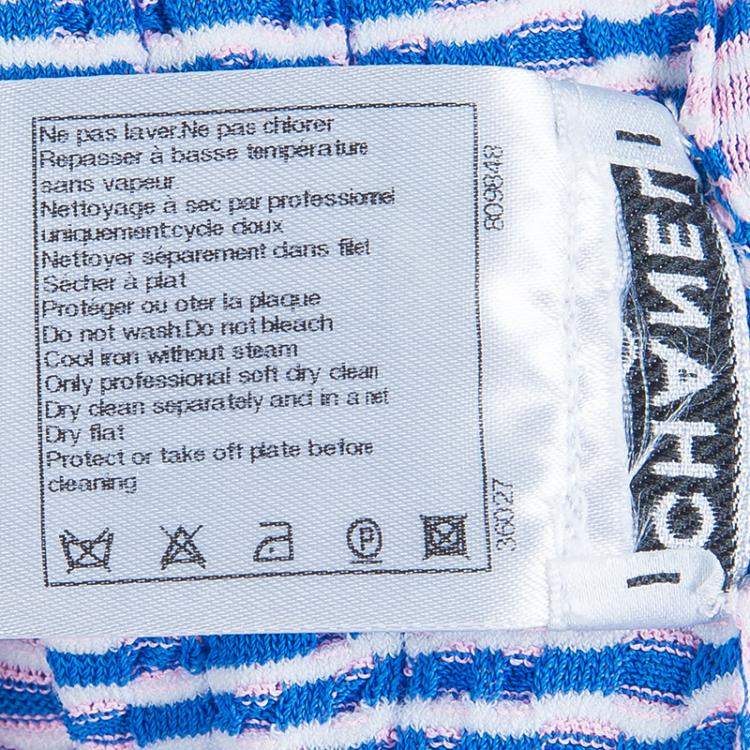 Ne pas laver.Ne pas chlorer
Repasser à basse température
sans vapeur
Nettoyage à sec par professionnel
uniquement:cycle doux
Nettoyer séparement dans filet
Sécher à plat
Protéger ou oter la plaque
Do not wash.Do not bleach
Cool iron without steam
Only professional soft dry clean
Dry clean separately and in a net
Dry flat
Protect or take off plate before
cleaning
P
809848
36027
CHANEL